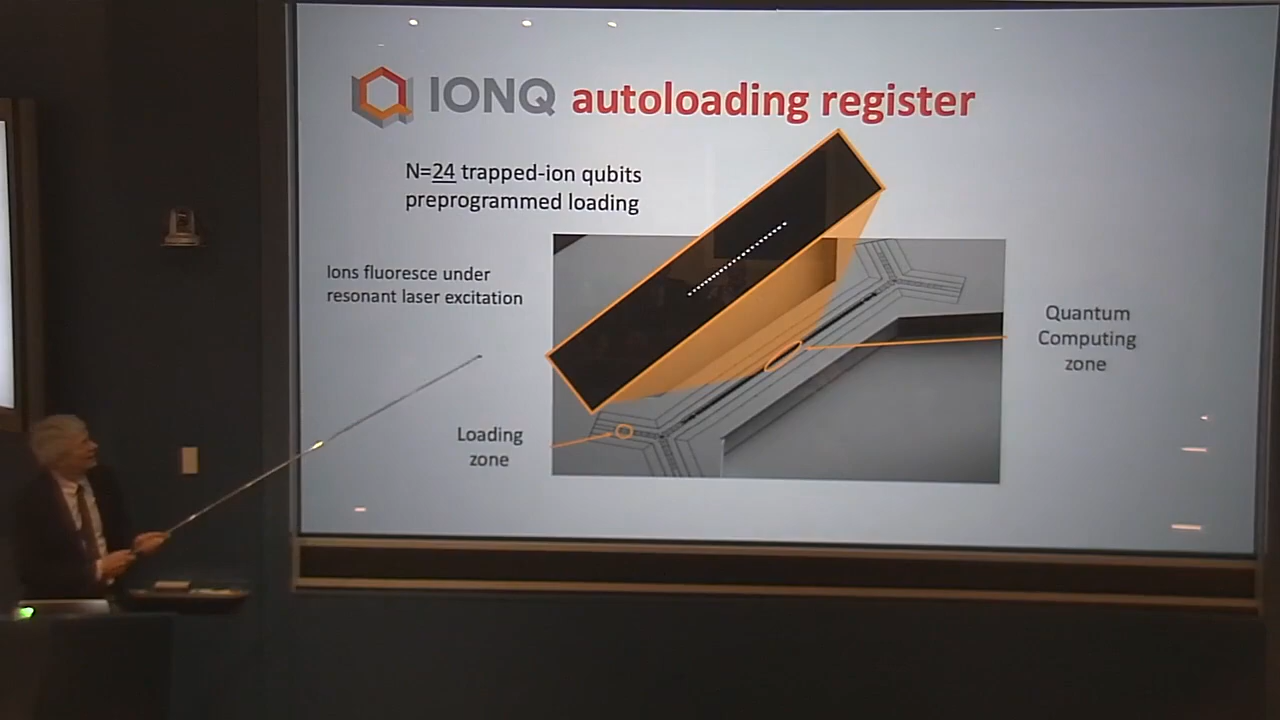 IONQ autoloading register
N=24 trapped-ion qubits
preprogrammed loading
Ions fluoresce under
resonant laser excitation
Quantum
Computing
zone
Loading
zone